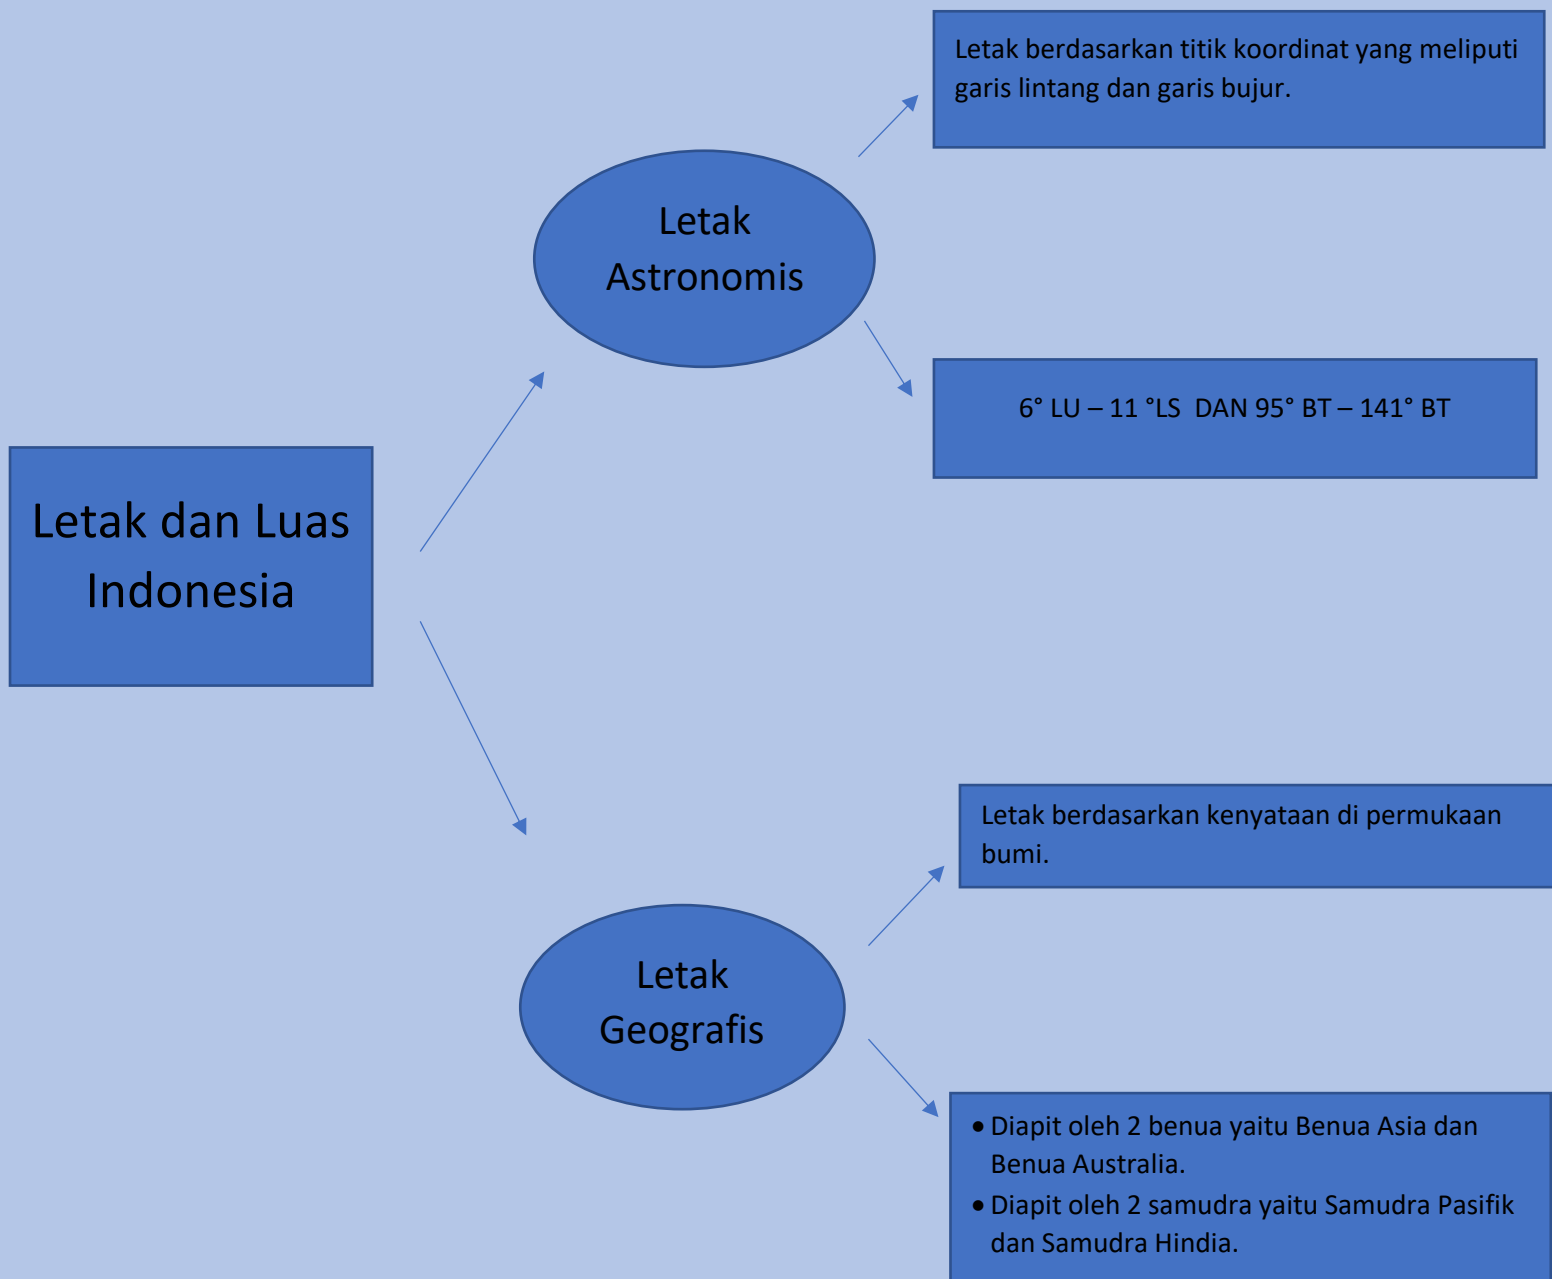 Letak berdasarkan titik koordinat yang meliputi
garis lintang dan garis bujur.
Letak
Astronomis
6° LU – 11 °LS  DAN 95° BT – 141° BT
Letak dan Luas
Indonesia
Letak berdasarkan kenyataan di permukaan
bumi.
Letak
Geografis
• Diapit oleh 2 benua yaitu Benua Asia dan
Benua Australia.
• Diapit oleh 2 samudra yaitu Samudra Pasifik
dan Samudra Hindia.